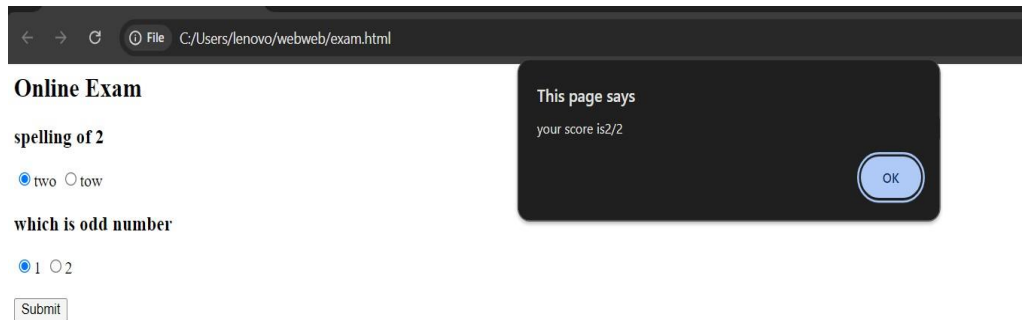 File C:/Users/lenovo/webweb/exam.html
Online Exam
spelling of 2
two tow
which is odd number
1 2
Submit
This page says
your score is2/2
OK